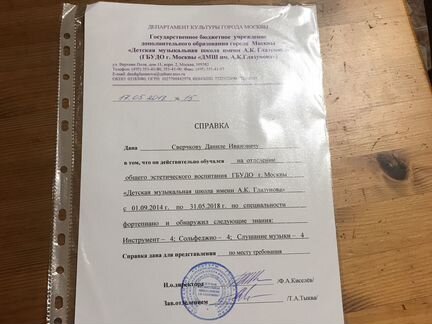 ДЕПАРТАМЕНТ КУЛЬТУРЫ ГОРОДА МОСКВЫ
Государственное бюджетное учреждение
дополнительного образования города Москвы
«Детская музыкальная школа имени А.К. Глазунова»
(ГБУДО г. Москвы «ДМШ им. А.К.Глазунова»)
17.05.2018 № 15
СПРАВКА
Дана Сверчкову Даниле Ивановичу
в том, что он действительно обучался на отделении
общего эстетического воспитания ГБУДО г. Москвы
«Детская музыкальная школа имени А.К. Глазунова»
с 01.09.2014 г. по 31.05.2018 г. по специальности
фортепиано и обнаружил следующие знания:
Инструмент – 4; Сольфеджио – 4; Слушание музыки – 4
Справка дана для представления по месту требования
И.о.директора /Ф.А.Киселёв/
Зав.отделением /Т.А.Тыква/